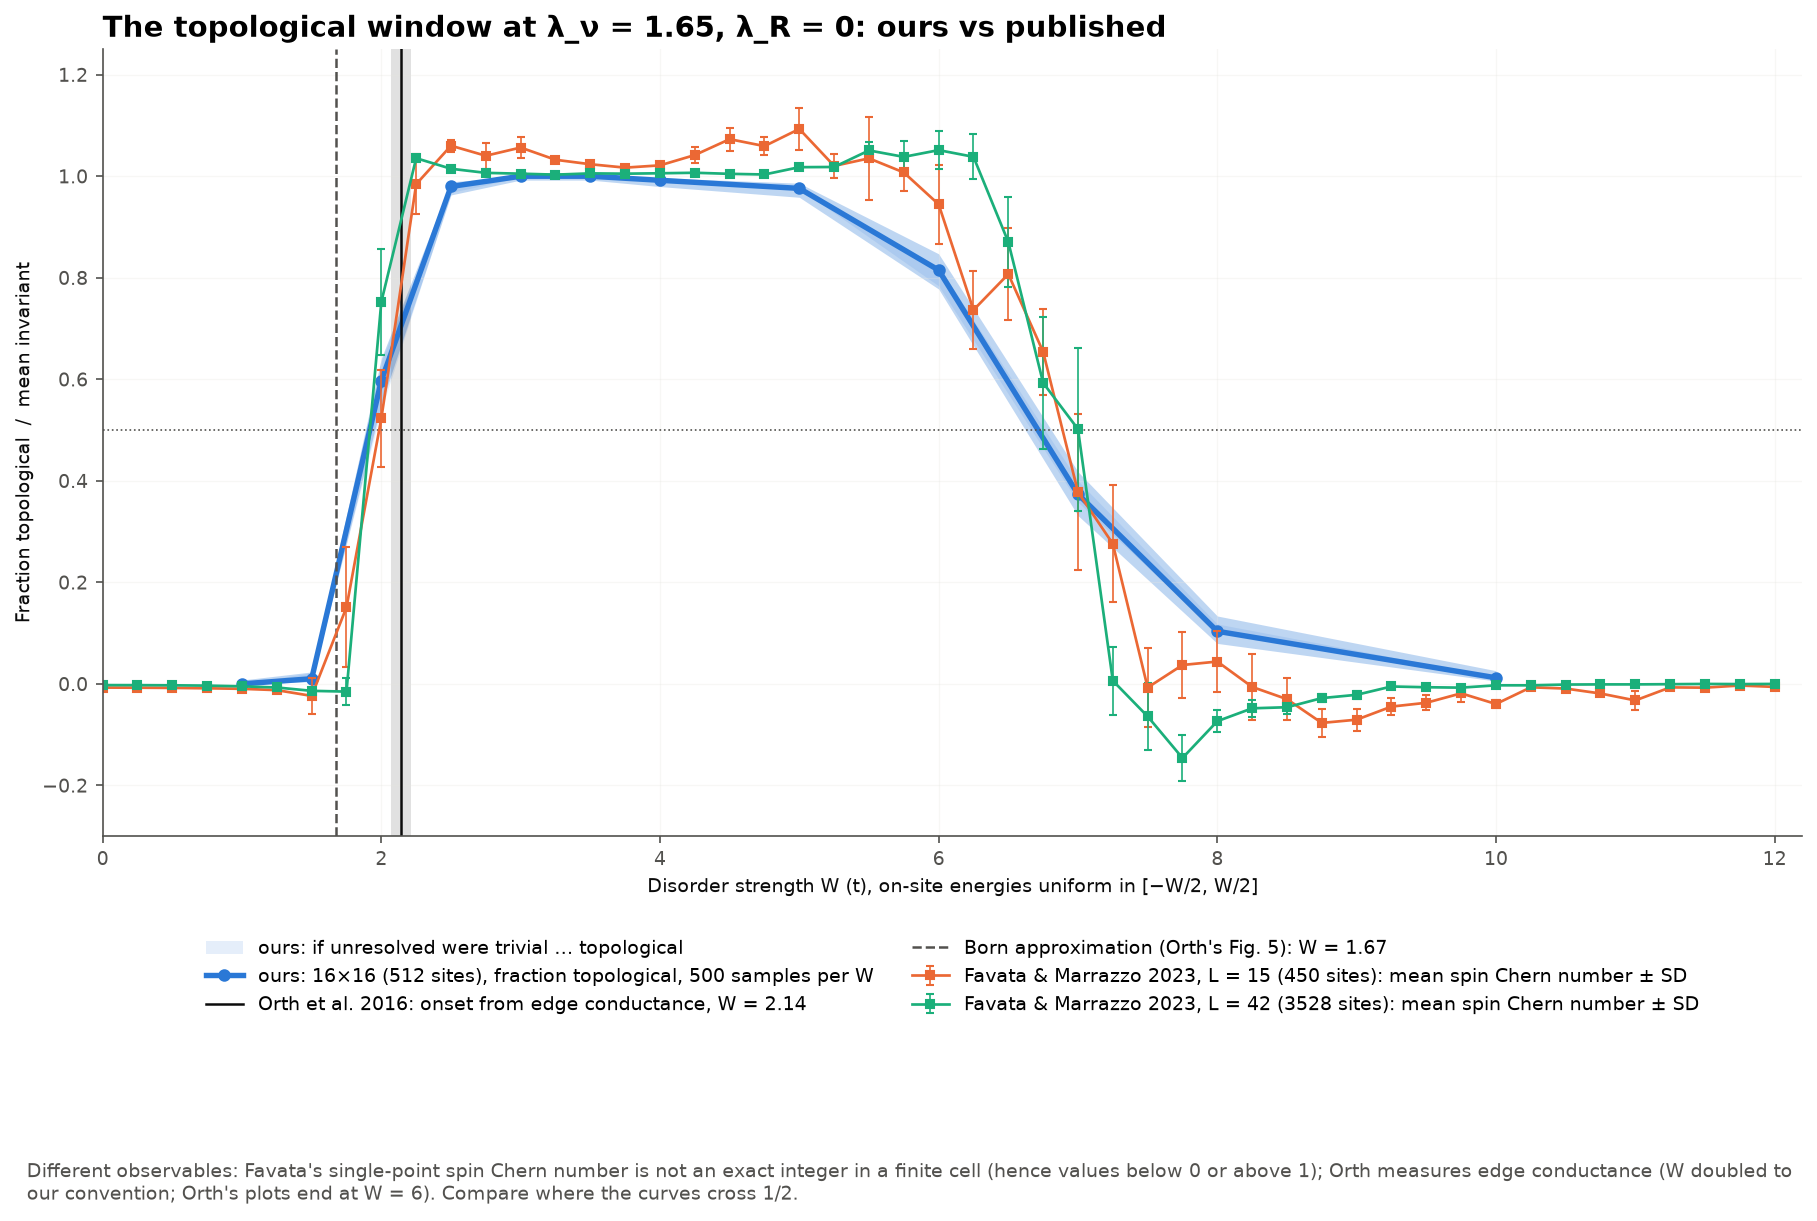 The topological window at λ_ν = 1.65, λ_R = 0: ours vs published
1.2
1.0
0.8
0.6
0.4
0.2
0.0
−0.2
Fraction topological / mean invariant
0 2 4 6 8 10 12
Disorder strength W (t), on-site energies uniform in [−W/2, W/2]
ours: if unresolved were trivial ... topological
ours: 16×16 (512 sites), fraction topological, 500 samples per W
Orth et al. 2016: onset from edge conductance, W = 2.14
Born approximation (Orth's Fig. 5): W = 1.67
Favata & Marrazzo 2023, L = 15 (450 sites): mean spin Chern number ± SD
Favata & Marrazzo 2023, L = 42 (3528 sites): mean spin Chern number ± SD
Different observables: Favata's single-point spin Chern number is not an exact integer in a finite cell (hence values below 0 or above 1); Orth measures edge conductance (W doubled to
our convention; Orth's plots end at W = 6). Compare where the curves cross 1/2.